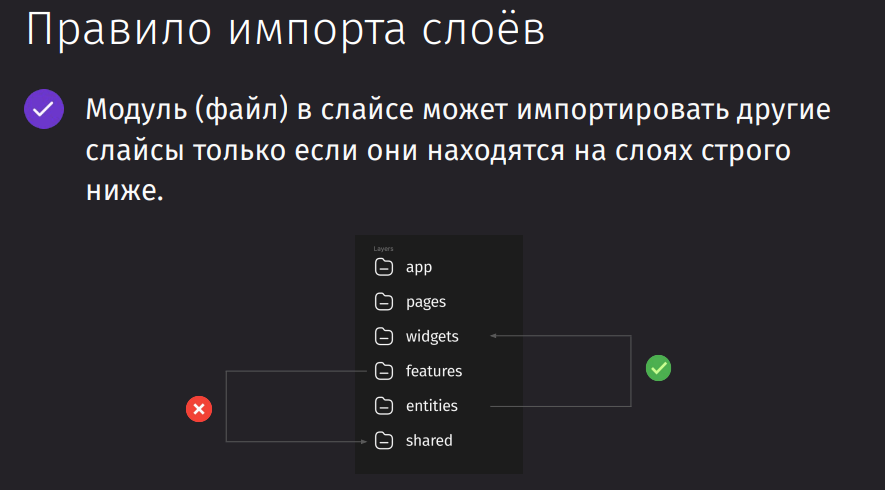 Правило импорта слоёв
Модуль (файл) в слайсе может импортировать другие
слайсы только если они находятся на слоях строго
ниже.
Layers
app
pages
widgets
features
entities
shared